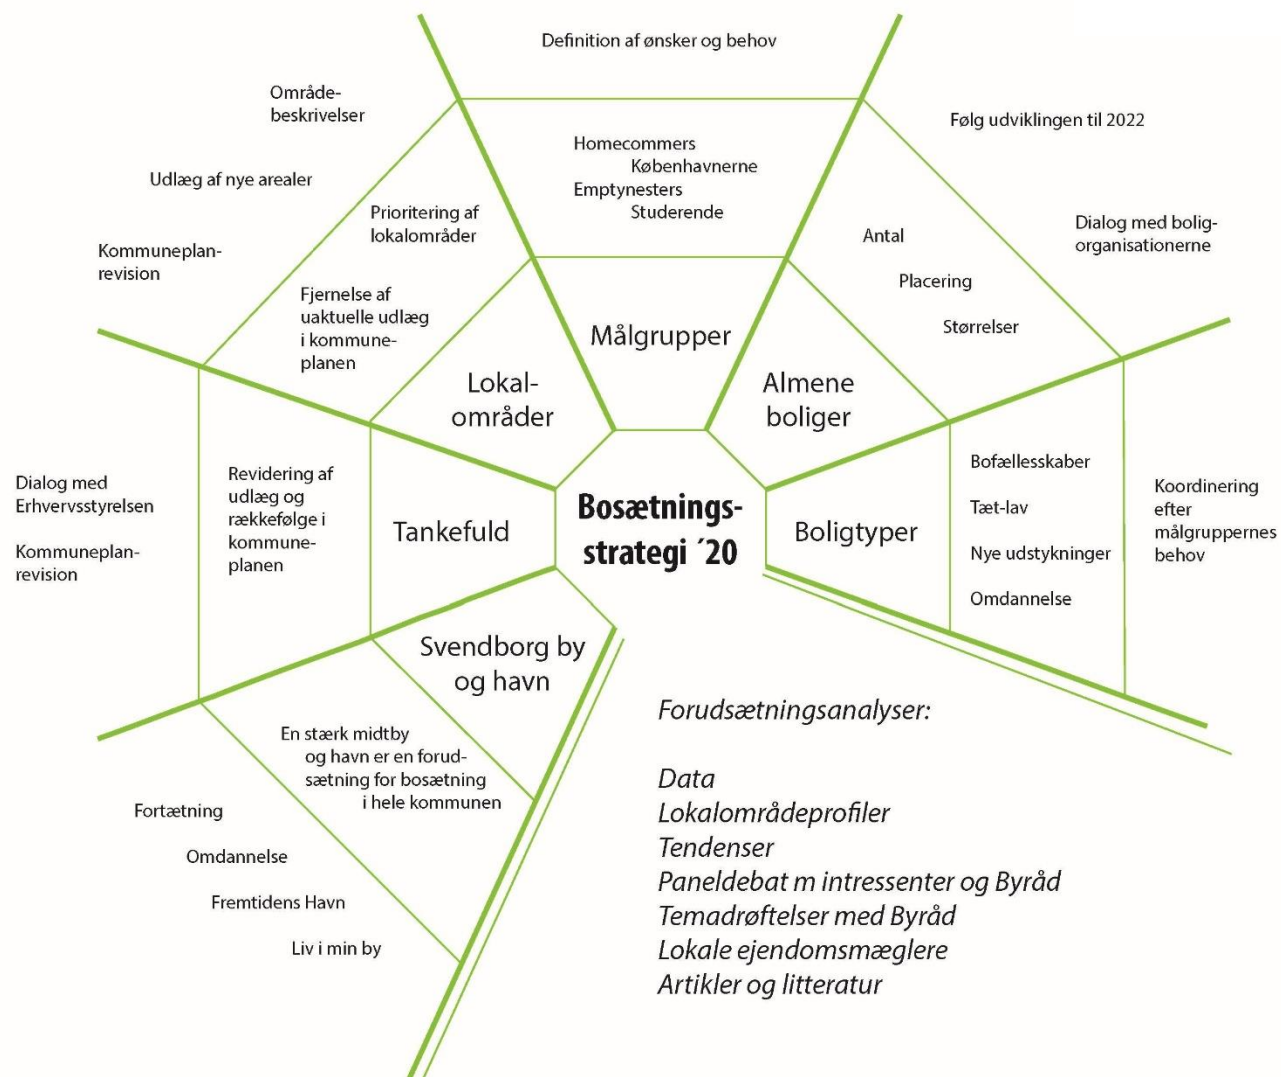 Definition af ønsker og behov
Homecommers
Københavnerne
Emptynesters
Studerende
Målgrupper
Område-
beskrivelser
Udlæg af nye arealer
Kommuneplan-
revision
Prioritering af
lokalområder
Fjernelse af
uaktuelle udlæg
i kommune-
planen
Lokal-
områder
Følg udviklingen til 2022
Dialog med bolig-
organisationerne
Antal
Placering
Størrelser
Almene
boliger
Dialog med
Erhvervsstyrelsen
Kommuneplan-
revision
Revidering af
udlæg og
rækkefølge i
kommune-
planen
Tankefuld
Bosætnings-
strategi ´20
Boligtyper
Bofællesskaber
Tæt-lav
Nye udstykninger
Omdannelse
Koordinering
efter
målgruppernes
behov
Svendborg by
og havn
En stærk midtby
og havn er en forud-
sætning for bosætning
i hele kommunen
Fortætning
Omdannelse
Fremtidens Havn
Liv i min by
Forudsætningsanalyser:
Data
Lokalområdeprofiler
Tendenser
Paneldebat m intressenter og Byråd
Temadrøftelser med Byråd
Lokale ejendomsmæglere
Artikler og litteratur